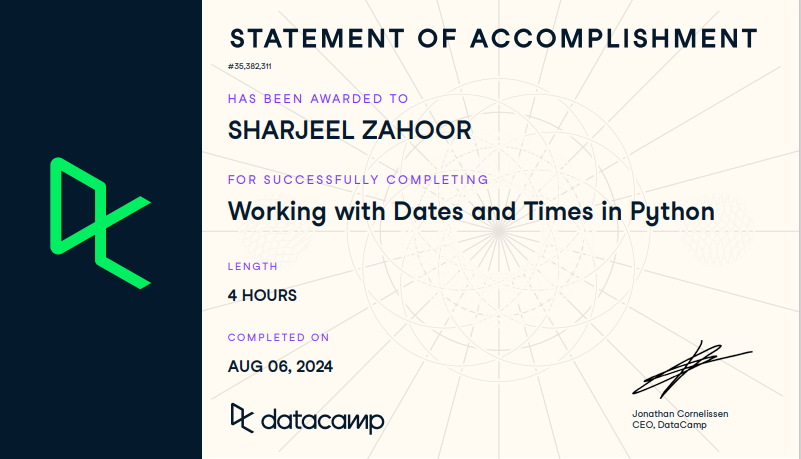 STATEMENT OF ACCOMPLISHMENT
#35,382,311
HAS BEEN AWARDED TO
SHARJEEL ZAHOOR
FOR SUCCESSFULLY COMPLETING
Working with Dates and Times in Python
LENGTH
4 HOURS
COMPLETED ON
AUG 06, 2024
datacamp
Jonathan Cornelissen
CEO, DataCamp